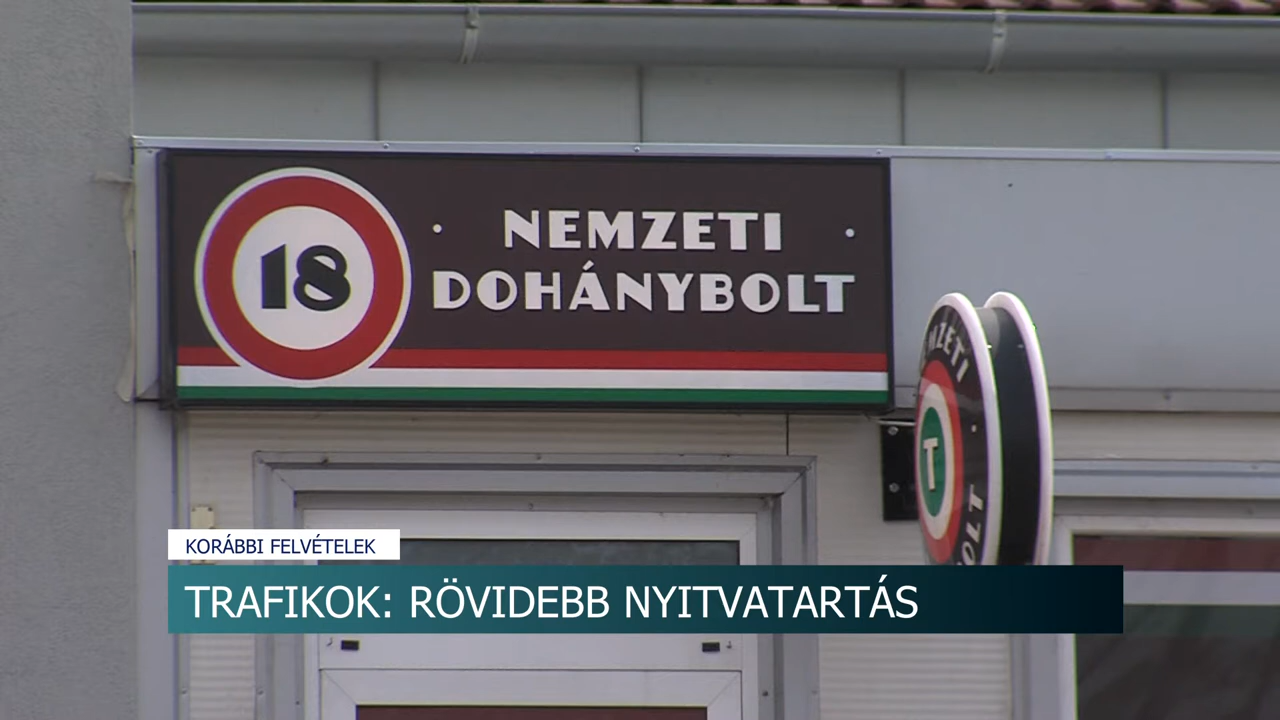 18
· NEMZETI ·
DOHÁNYBOLT
T
KORÁBBI FELVÉTELEK
TRAFIKOK: RÖVIDEBB NYITVATARTÁS